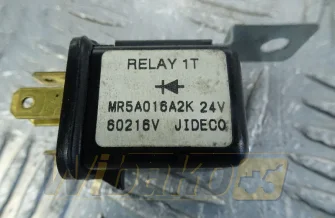 RELAY 1T
MR5A016A2K 24V
60216V JIDECO